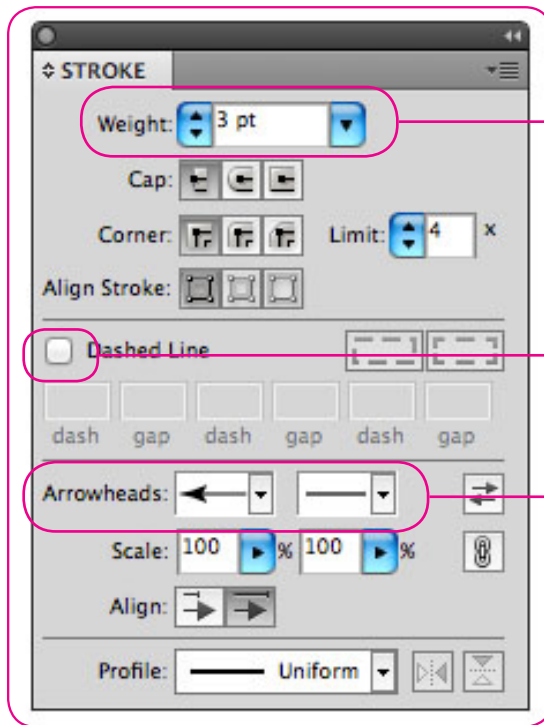 STROKE
Weight: 3 pt
Cap:
Corner: Limit: 4 x
Align Stroke:
Dashed Line
dash gap dash gap dash gap
Arrowheads:
Scale: 100 % 100 %
Align:
Profile: Uniform